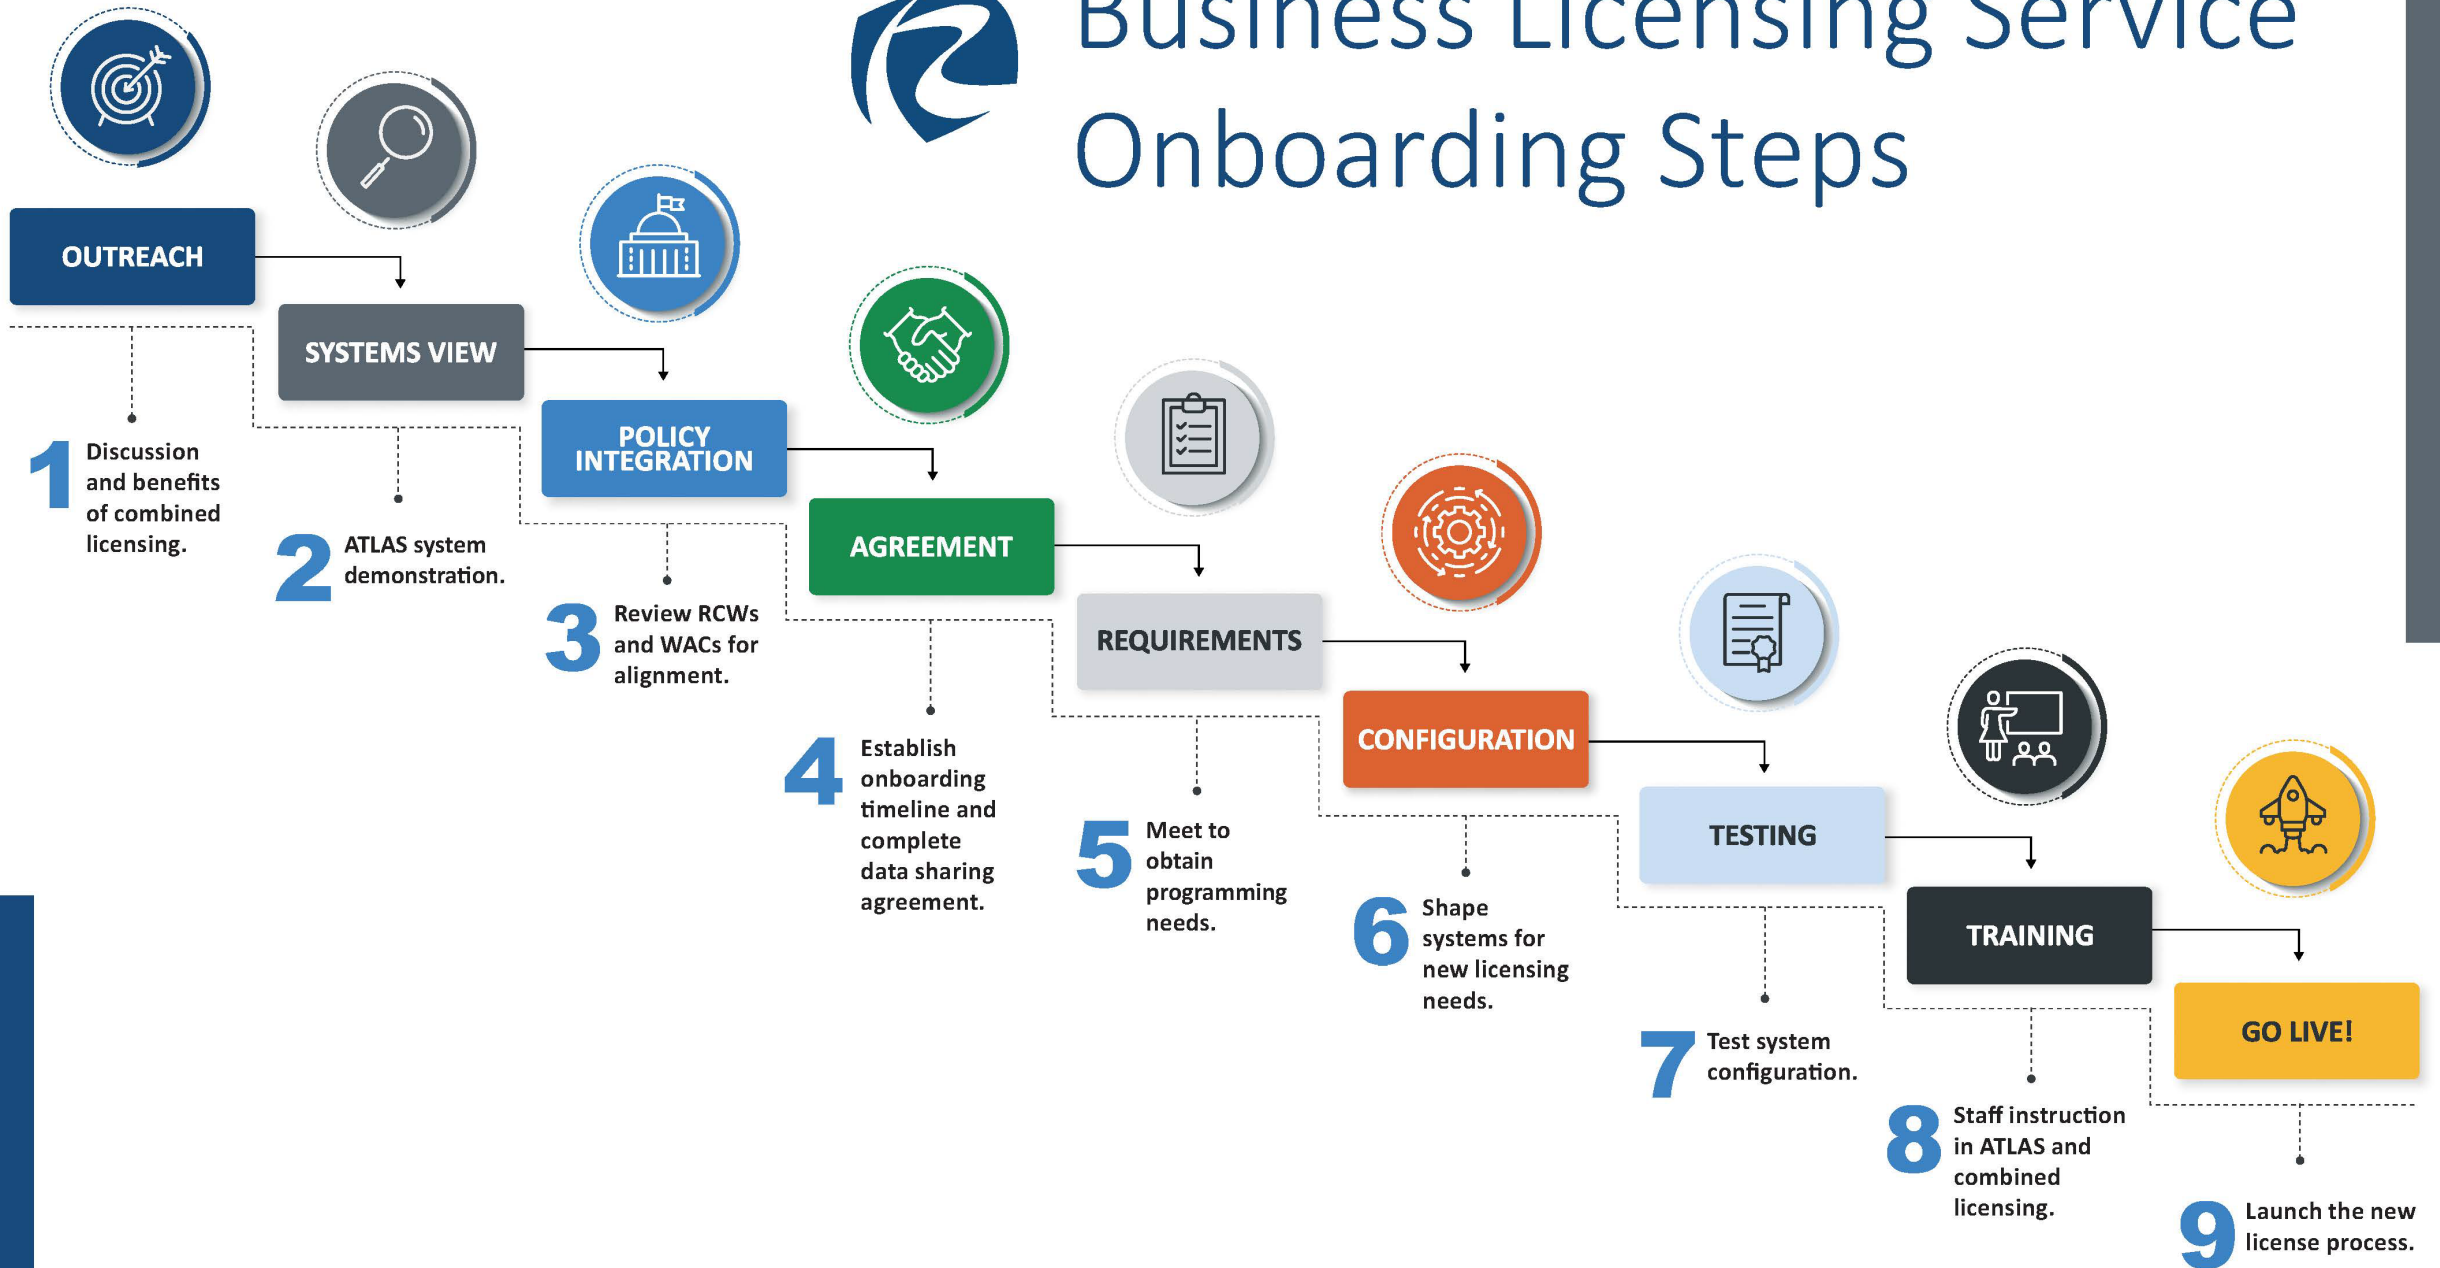 Business Licensing Service
Onboarding Steps
OUTREACH
1
Discussion
and benefits
of combined
licensing.
SYSTEMS VIEW
2
ATLAS system
demonstration.
POLICY
INTEGRATION
3
Review RCWs
and WACs for
alignment.
AGREEMENT
4
Establish
onboarding
timeline and
complete
data sharing
agreement.
REQUIREMENTS
5
Meet to
obtain
programming
needs.
CONFIGURATION
6
Shape
systems for
new licensing
needs.
TESTING
7
Test system
configuration.
TRAINING
8
Staff instruction
in ATLAS and
combined
licensing.
GO LIVE!
9
Launch the new
license process.